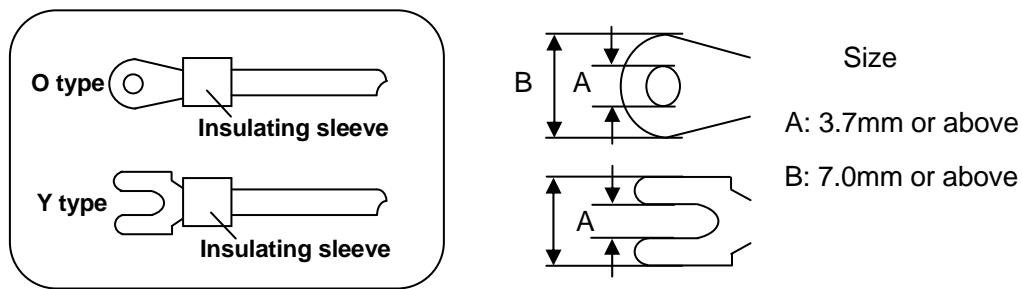 O type
Insulating sleeve
Y type
Insulating sleeve
B
A
A
Size
A: 3.7mm or above
B: 7.0mm or above